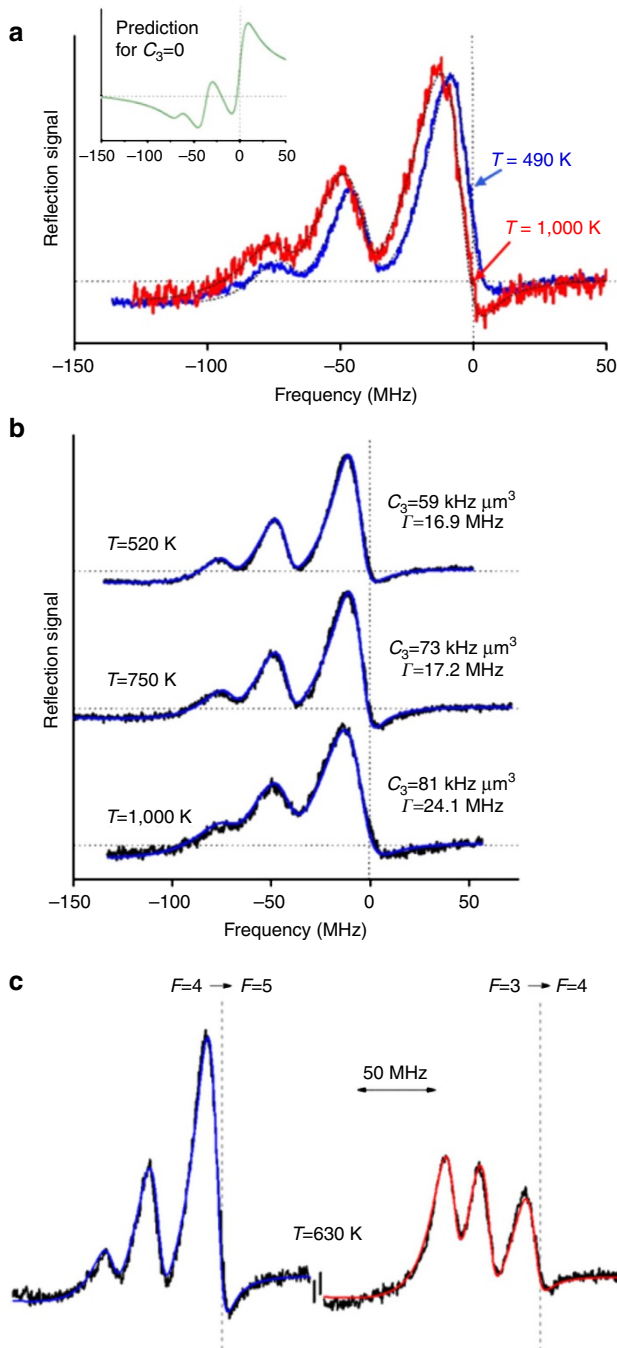 a
Prediction
for C₃=0
−150 −100 −50 0 50
T = 490 K
T = 1,000 K
Reflection signal
−150 −100 −50 0 50
Frequency (MHz)
b
C₃=59 kHz μm³
Γ=16.9 MHz
T=520 K
C₃=73 kHz μm³
Γ=17.2 MHz
T=750 K
C₃=81 kHz μm³
Γ=24.1 MHz
T=1,000 K
Reflection signal
−150 −100 −50 0 50
Frequency (MHz)
c
F=4 → F=5
F=3 → F=4
50 MHz
T=630 K